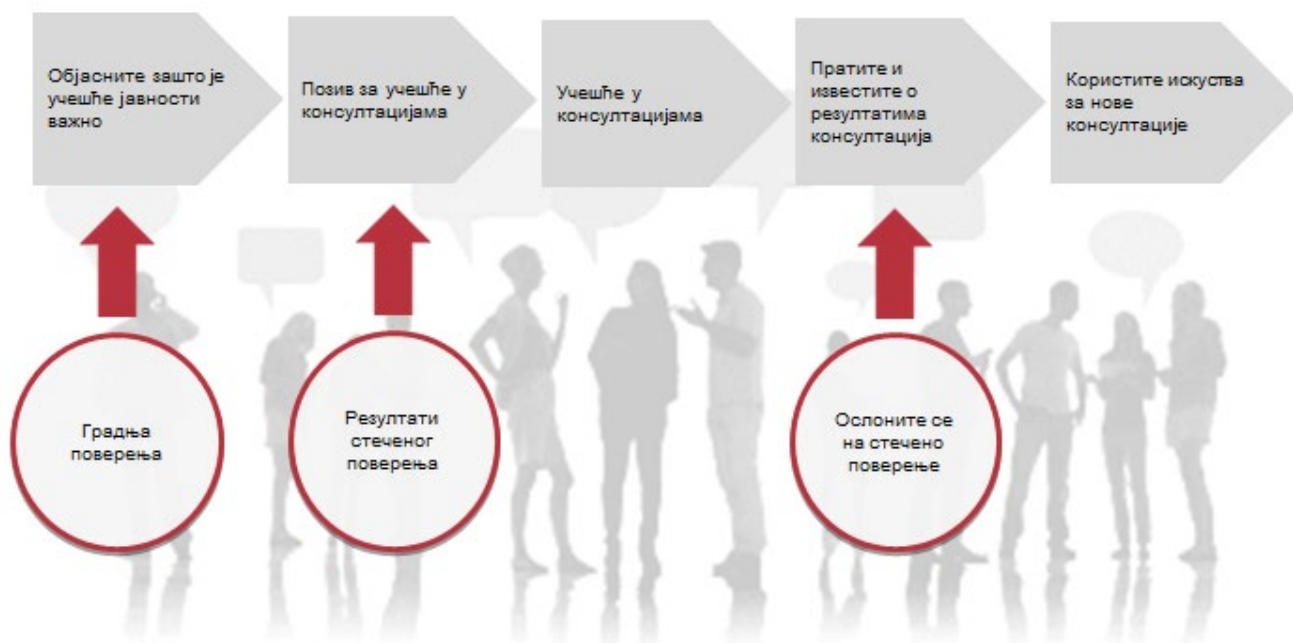 Објасните зашто је
учешће јавности
важно
Позив за учешће у
консултацијама
Учешће у
консултацијама
Пратите и
известите о
резултатима
консултација
Користите искуства
за нове
консултације
Градња
поверења
Резултати
стеченог
поверења
Ослоните се
на стечено
поверење